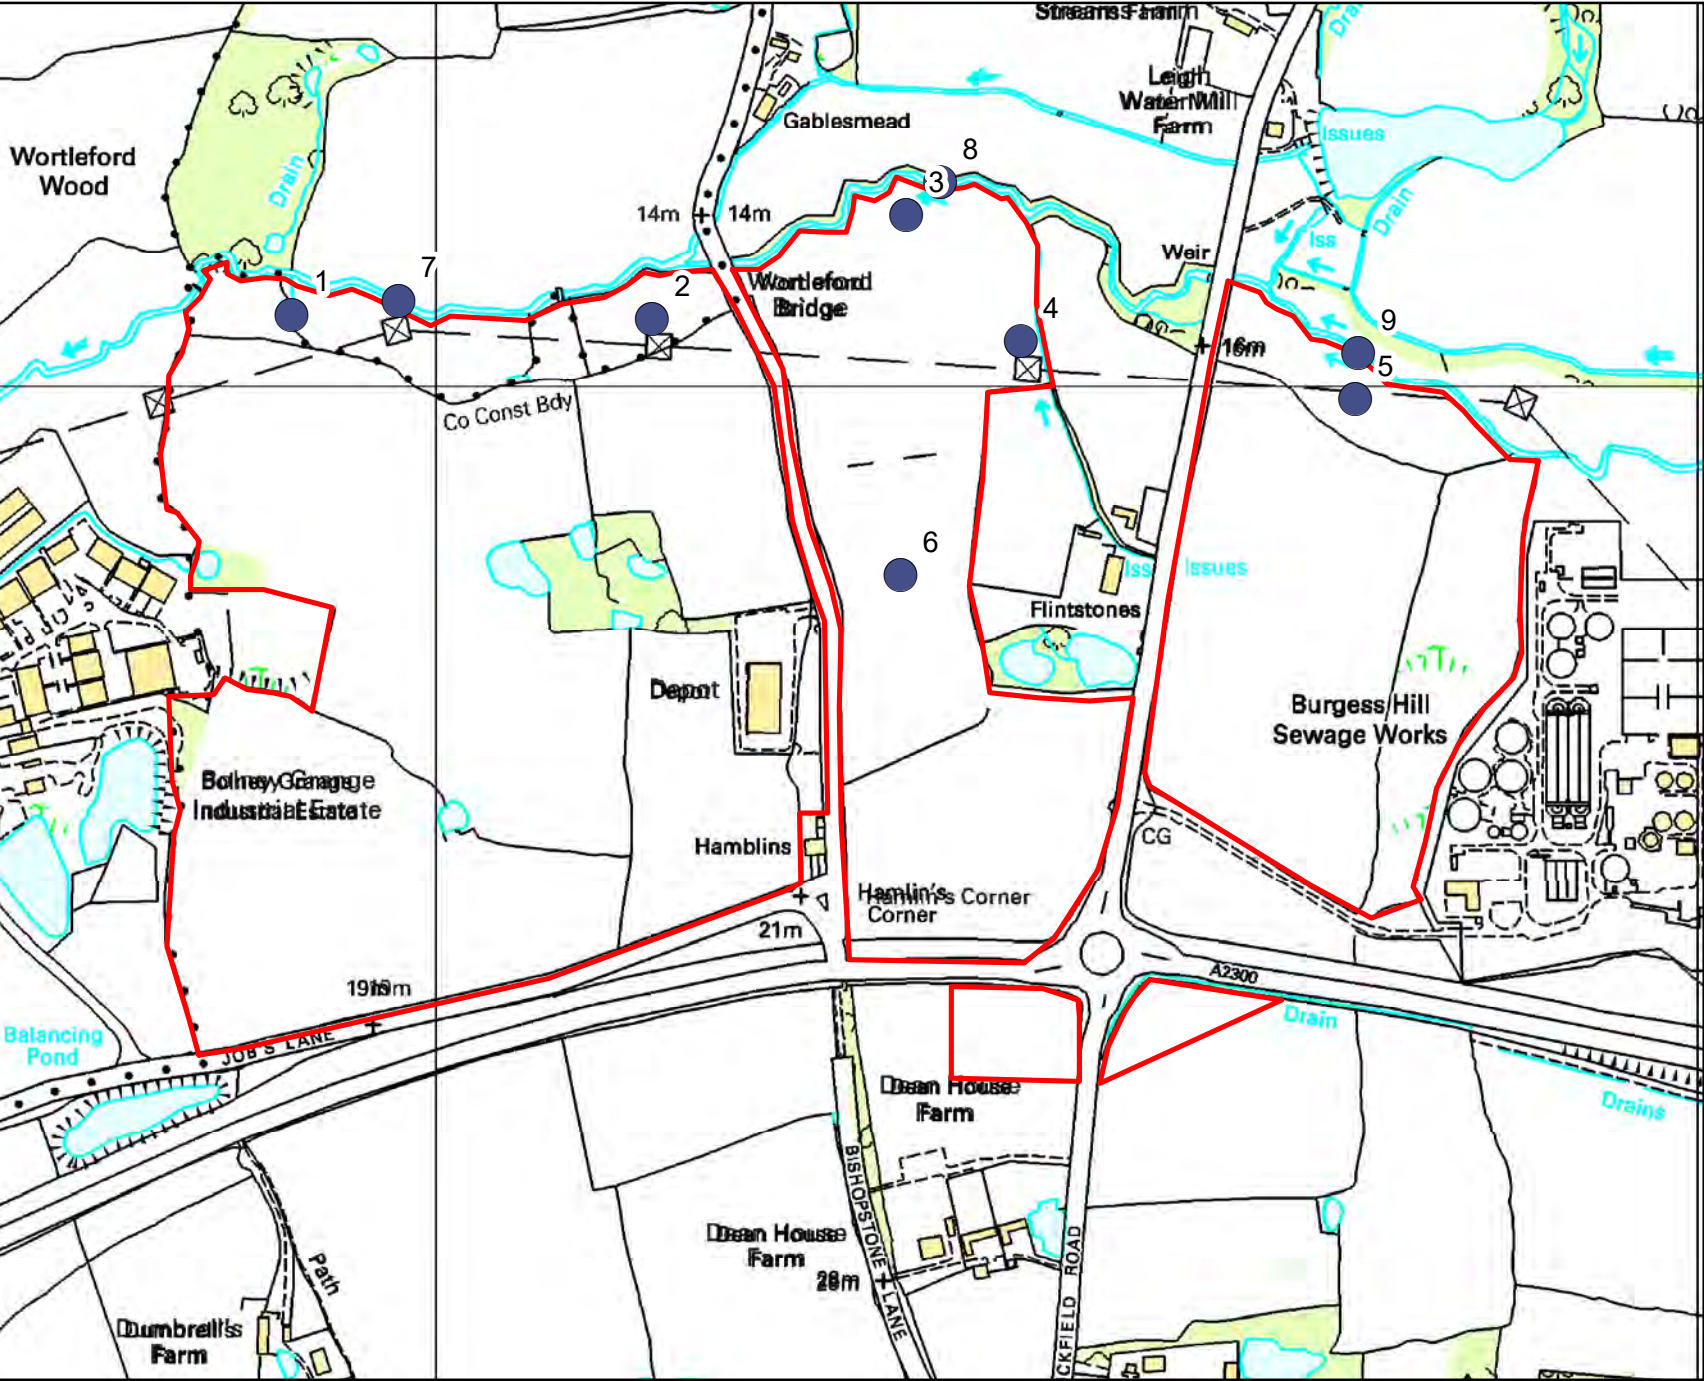 Streams Farm
Drain
Leigh
Water Mill
Farm
Gablesmead
Issues
Wortleford
Wood
Drain
8
3
14m
14m
Drain
Iss
Weir
7
1
2
Wortleford
Bridge
4
9
16m
5
Co Const Bdy
6
Iss
Issues
Flintstones
Depot
Burgess Hill
Sewage Works
Bolney Grange
Industrial Estate
Hamblins
CG
Hamlin's
Corner
Hamlin's Corner
21m
A2300
19m
Drain
JOB'S LANE
Balancing
Pond
Dean House
Farm
Drains
BISHOPSTONE LANE
Dean House
Farm
28m
Path
CKFIELD ROAD
Dumbrell's
Farm